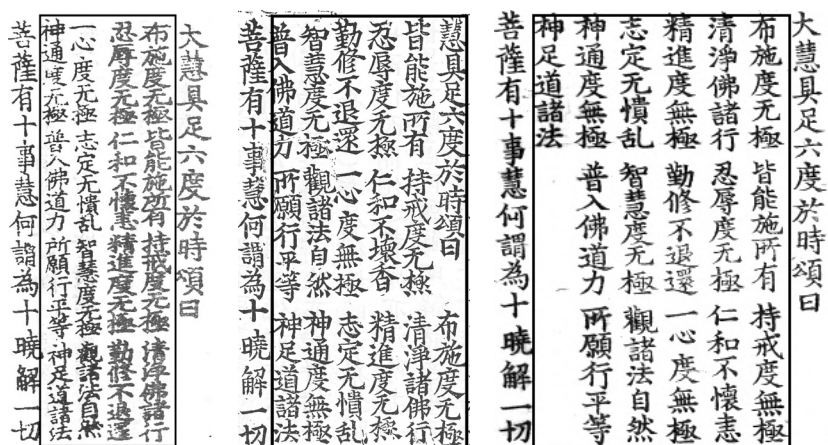 大慧具足六度於時頌曰
布施度无極 皆能施所有 持戒度無極
清淨佛諸行 忍辱度无極 仁和不懷恚
精進度無極 勤修不退還 一心度無極
志定无憒乱 智慧度无極 觀諸法自然
神通度無極 普入佛道力 所願行平等
神足道諸法
菩薩有十事慧何謂為十曉解一切
慧具足六度於時頌曰 布施度无極
皆能施所有 持戒度无極 清淨諸佛行
忍辱度无極 仁和不壞香 精進度无極
勤修不退還 一心度無極 志定无憒乱
智慧度无極 觀諸法自然 神通度無極
普入佛道力 所願行平等 神足道諸法
菩薩有十事慧何謂為十曉解一切
大慧具足六度於時頌曰
布施度无極 皆能施所有 持戒度无極 清淨佛諸行
忍辱度无極 仁和不懷恚 精進度无極 勤修不退還
一心度无極 志定无憒乱 智慧度无極 觀諸法自然
神通度无極 普入佛道力 所願行平等 神足道諸法
菩薩有十事慧何謂為十曉解一切